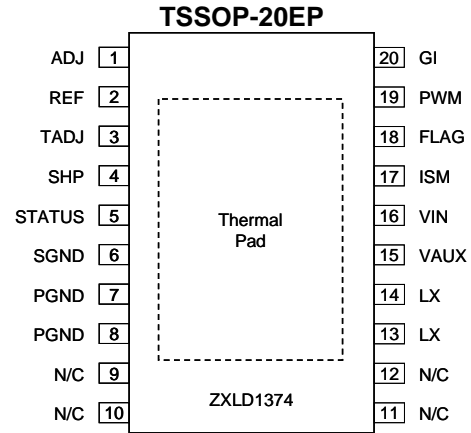 TSSOP-20EP
ADJ 1 20 GI
REF 2 19 PWM
TADJ 3 18 FLAG
SHP 4 17 ISM
STATUS 5 16 VIN
Thermal
Pad
SGND 6 15 VAUX
PGND 7 14 LX
PGND 8 13 LX
N/C 9 12 N/C
ZXLD1374
N/C 10 11 N/C